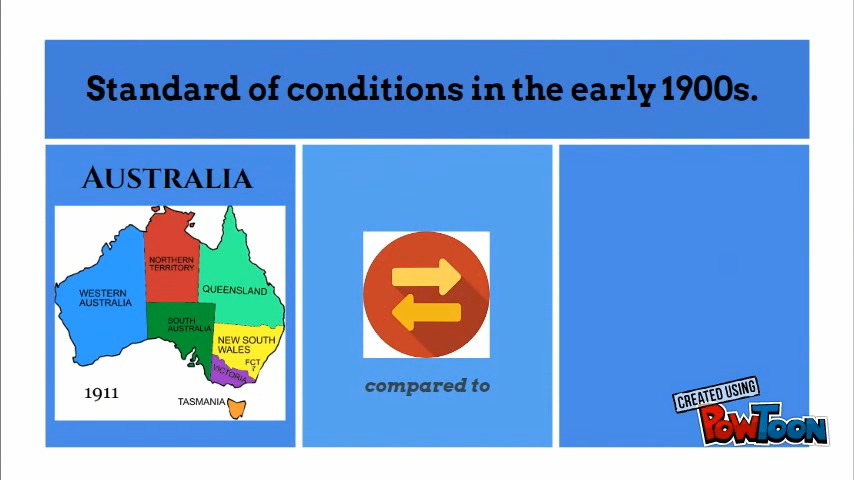 Standard of conditions in the early 1900s.
AUSTRALIA
NORTHERN
TERRITORY
WESTERN
AUSTRALIA
QUEENSLAND
SOUTH
AUSTRALIA
NEW SOUTH
WALES
FCT
VICTORIA
1911
TASMANIA
compared to
CREATED USING
POWTOON